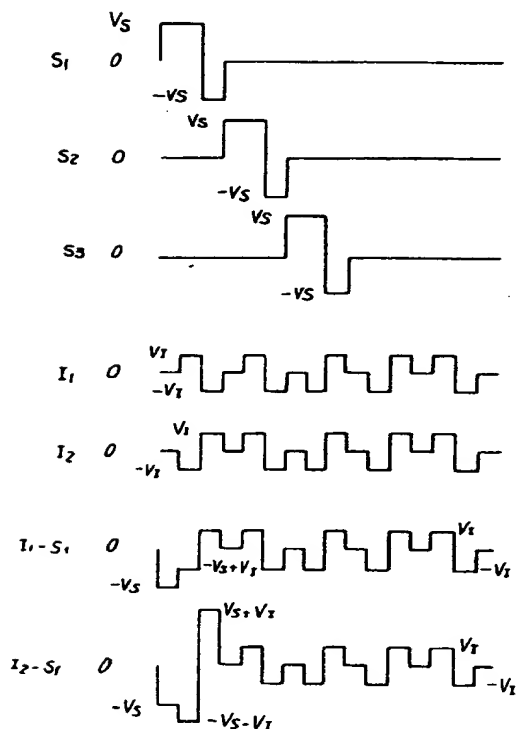 VS
S1 0
-VS
VS
S2 0
-VS
VS
S3 0
-VS
VI
I1 0
-VI
VI
I2 0
-VI
I1-S1 0
VI
-VS+VI
-VI
-VS
VS+VI
I2-S1 0
VI
-VI
-VS
-VS-VI